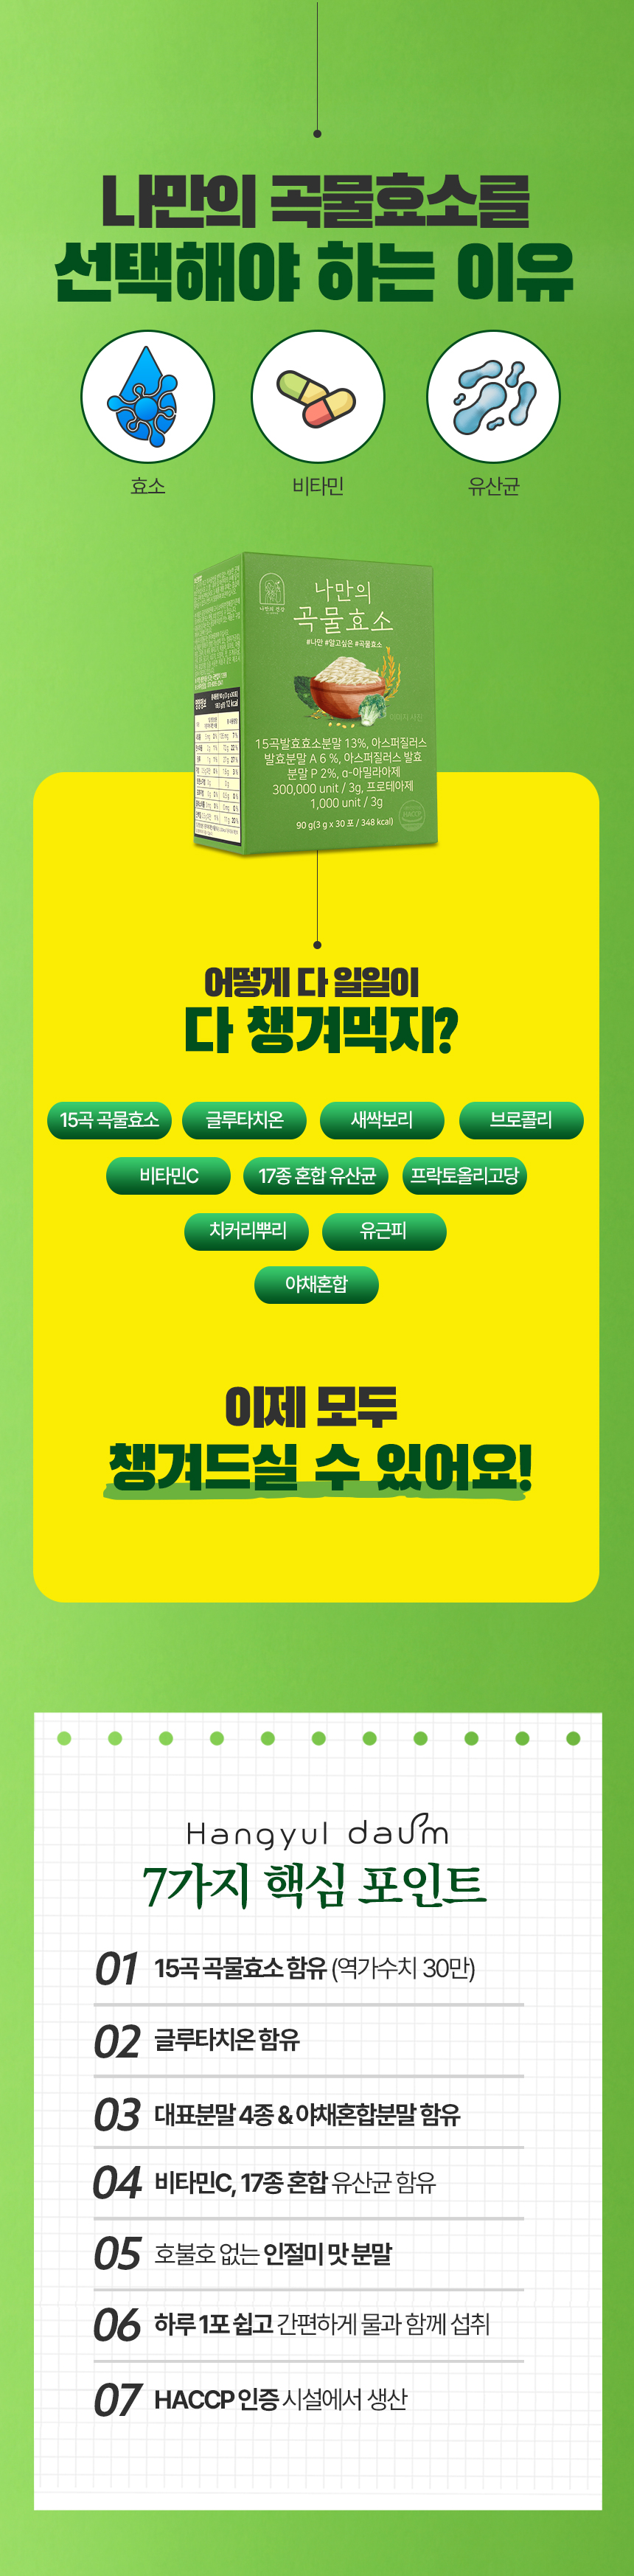 나만의 곡물효소를
선택해야 하는 이유
효소
비타민
유산균
나만의 건강
나만의
곡물효소
#나만 #알고싶은 #곡물효소
15곡발효효소분말 13%, 아스퍼질러스
발효분말 A 6 %, 아스퍼질러스 발효
분말 P 2%, α-아밀라아제
300,000 unit / 3g, 프로테아제
1,000 unit / 3g
90 g(3 g x 30 포 / 348 kcal)
HACCP
영양정보
어떻게 다 일일이
다 챙겨먹지?
15곡 곡물효소
글루타치온
새싹보리
브로콜리
비타민C
17종 혼합 유산균
프락토올리고당
치커리뿌리
유근피
야채혼합
이제 모두
챙겨드실 수 있어요!
Hangyul daum
7가지 핵심 포인트
01 15곡 곡물효소 함유 (역가수치 30만)
02 글루타치온 함유
03 대표분말 4종 & 야채혼합분말 함유
04 비타민C, 17종 혼합 유산균 함유
05 호불호 없는 인절미 맛 분말
06 하루 1포 쉽고 간편하게 물과 함께 섭취
07 HACCP 인증 시설에서 생산